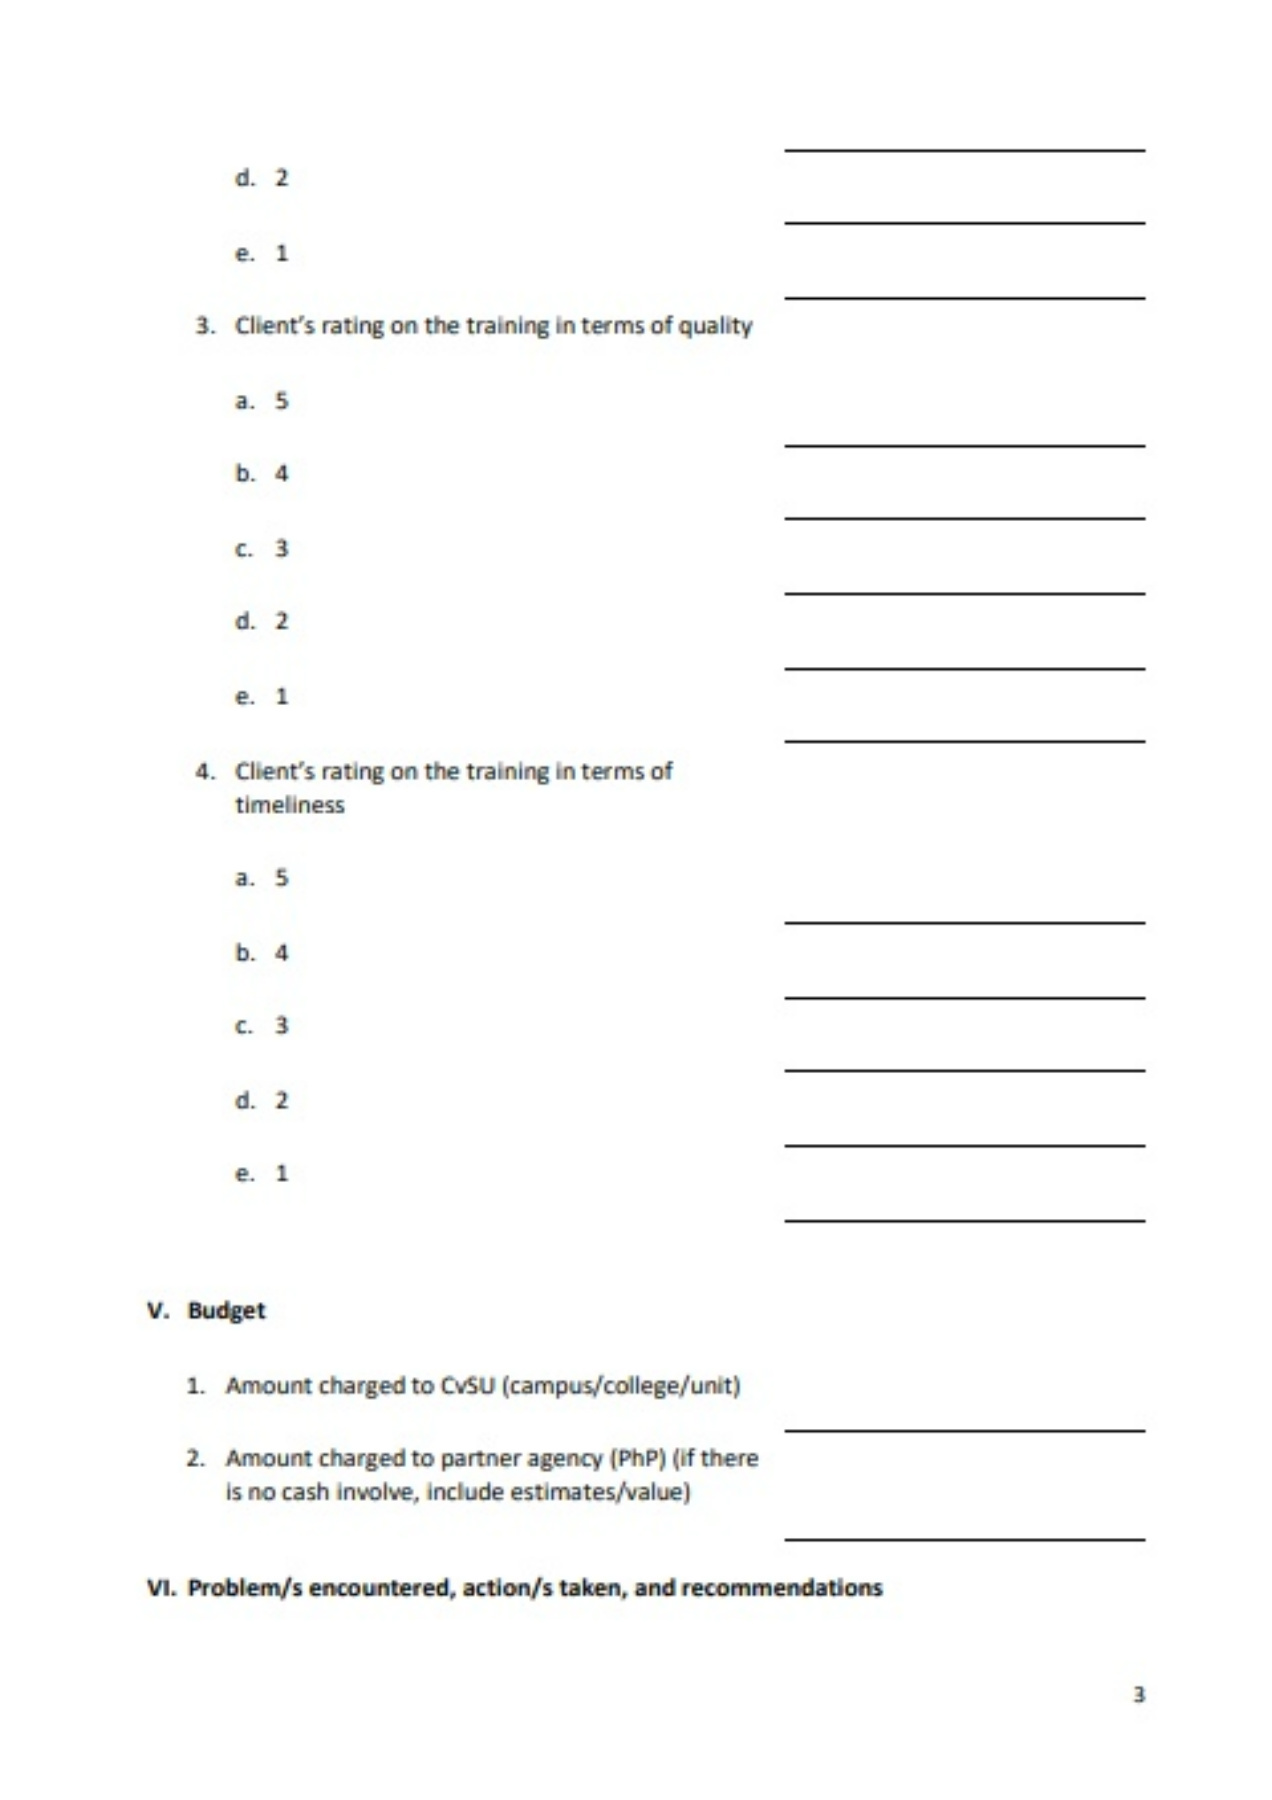 d. 2
e. 1
3. Client's rating on the training in terms of quality
a. 5
b. 4
c. 3
d. 2
e. 1
4. Client's rating on the training in terms of
timeliness
a. 5
b. 4
c. 3
d. 2
e. 1
V. Budget
1. Amount charged to CvSU (campus/college/unit)
2. Amount charged to partner agency (PhP) (if there
is no cash involve, include estimates/value)
VI. Problem/s encountered, action/s taken, and recommendations
3